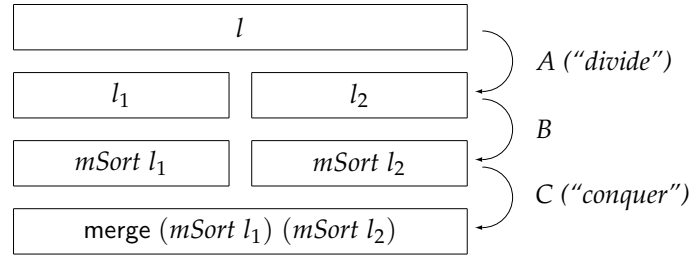 l
A (“divide”)
l₁ l₂
B
mSort l₁ mSort l₂
C (“conquer”)
merge (mSort l₁) (mSort l₂)